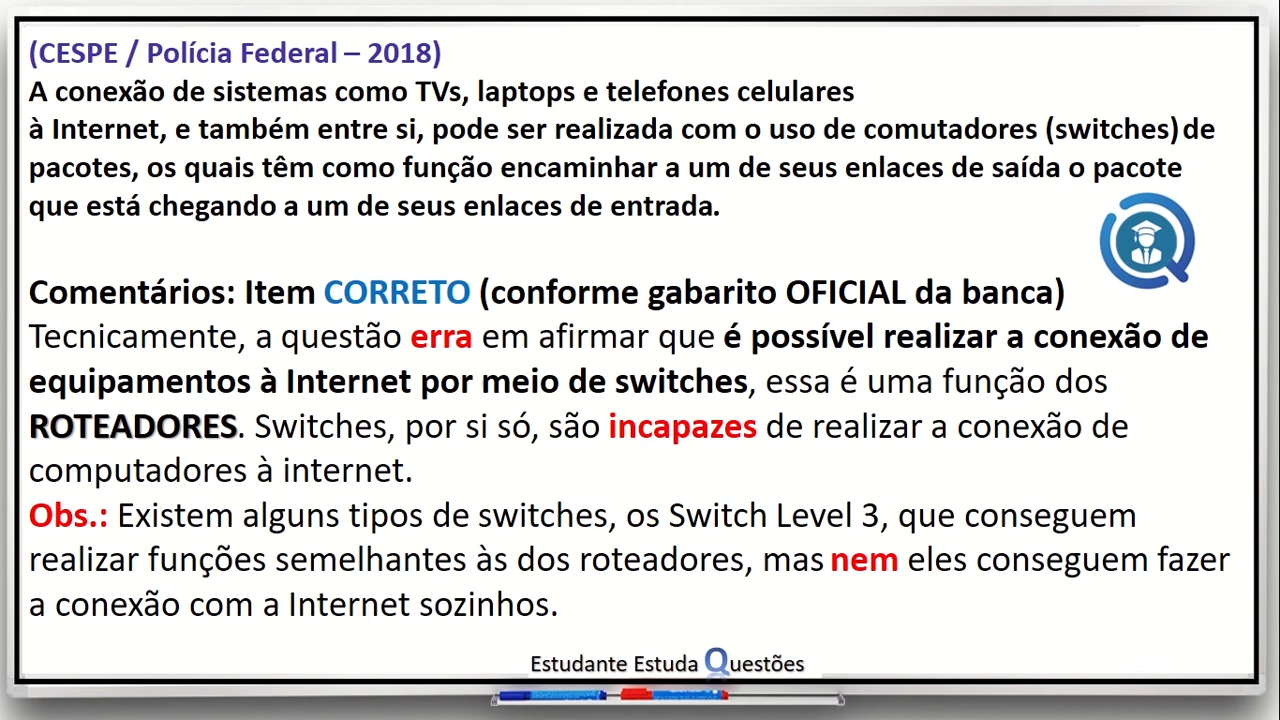 (CESPE / Polícia Federal – 2018)
A conexão de sistemas como TVs, laptops e telefones celulares
à Internet, e também entre si, pode ser realizada com o uso de comutadores (switches) de
pacotes, os quais têm como função encaminhar a um de seus enlaces de saída o pacote
que está chegando a um de seus enlaces de entrada.
Comentários: Item CORRETO (conforme gabarito OFICIAL da banca)
Tecnicamente, a questão erra em afirmar que é possível realizar a conexão de
equipamentos à Internet por meio de switches, essa é uma função dos
ROTEADORES. Switches, por si só, são incapazes de realizar a conexão de
computadores à internet.
Obs.: Existem alguns tipos de switches, os Switch Level 3, que conseguem
realizar funções semelhantes às dos roteadores, mas nem eles conseguem fazer
a conexão com a Internet sozinhos.
Estudante Estuda Questões